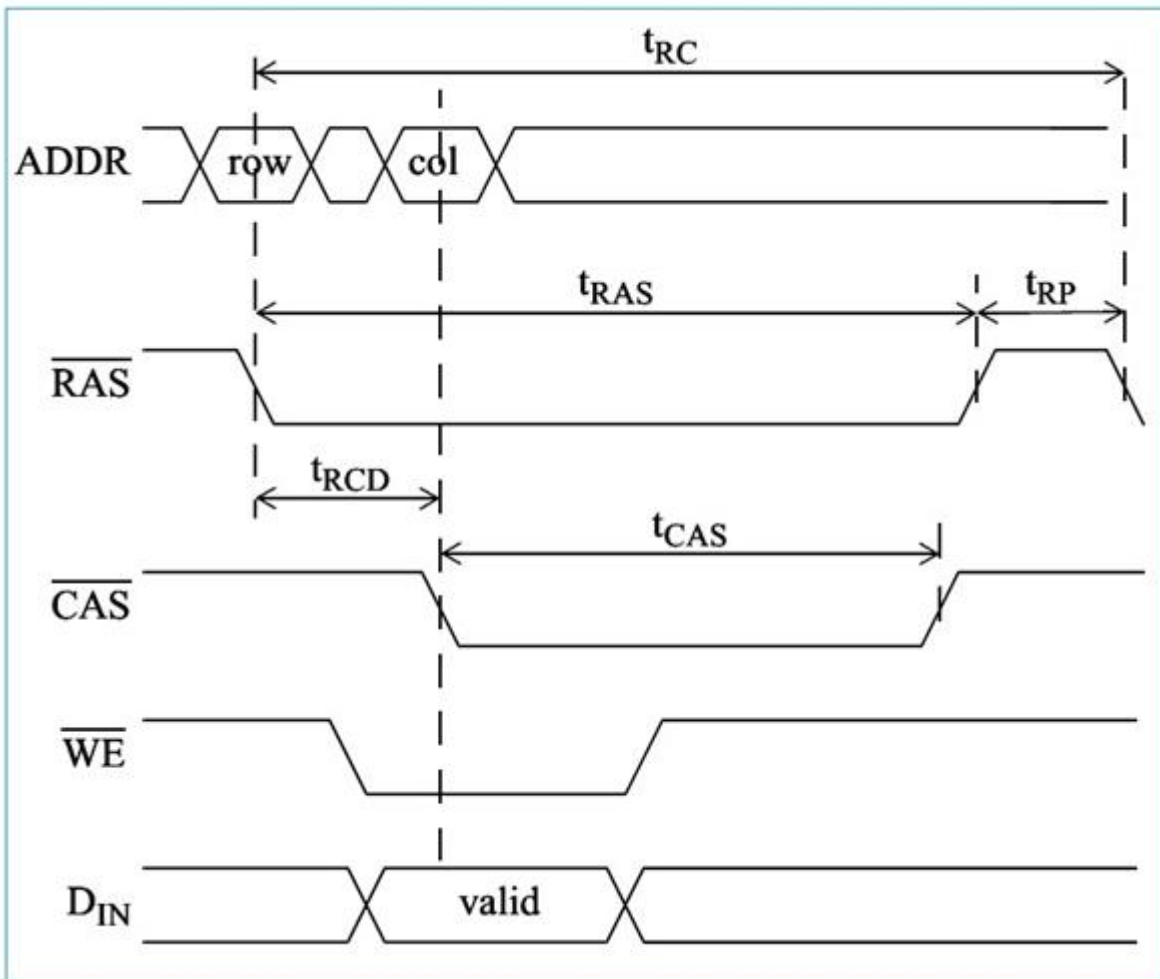 tRC
ADDR row col
tRAS tRP
RAS
tRCD
tCAS
CAS
WE
DIN valid